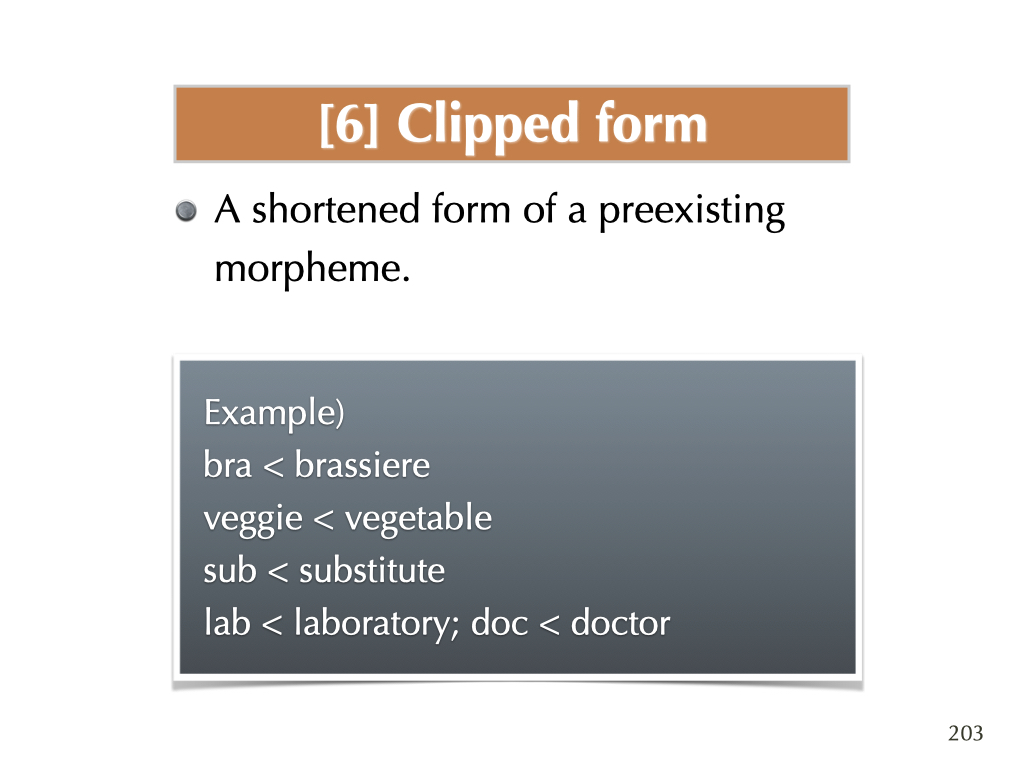 [6] Clipped form
A shortened form of a preexisting
morpheme.
Example)
bra < brassiere
veggie < vegetable
sub < substitute
lab < laboratory; doc < doctor
203